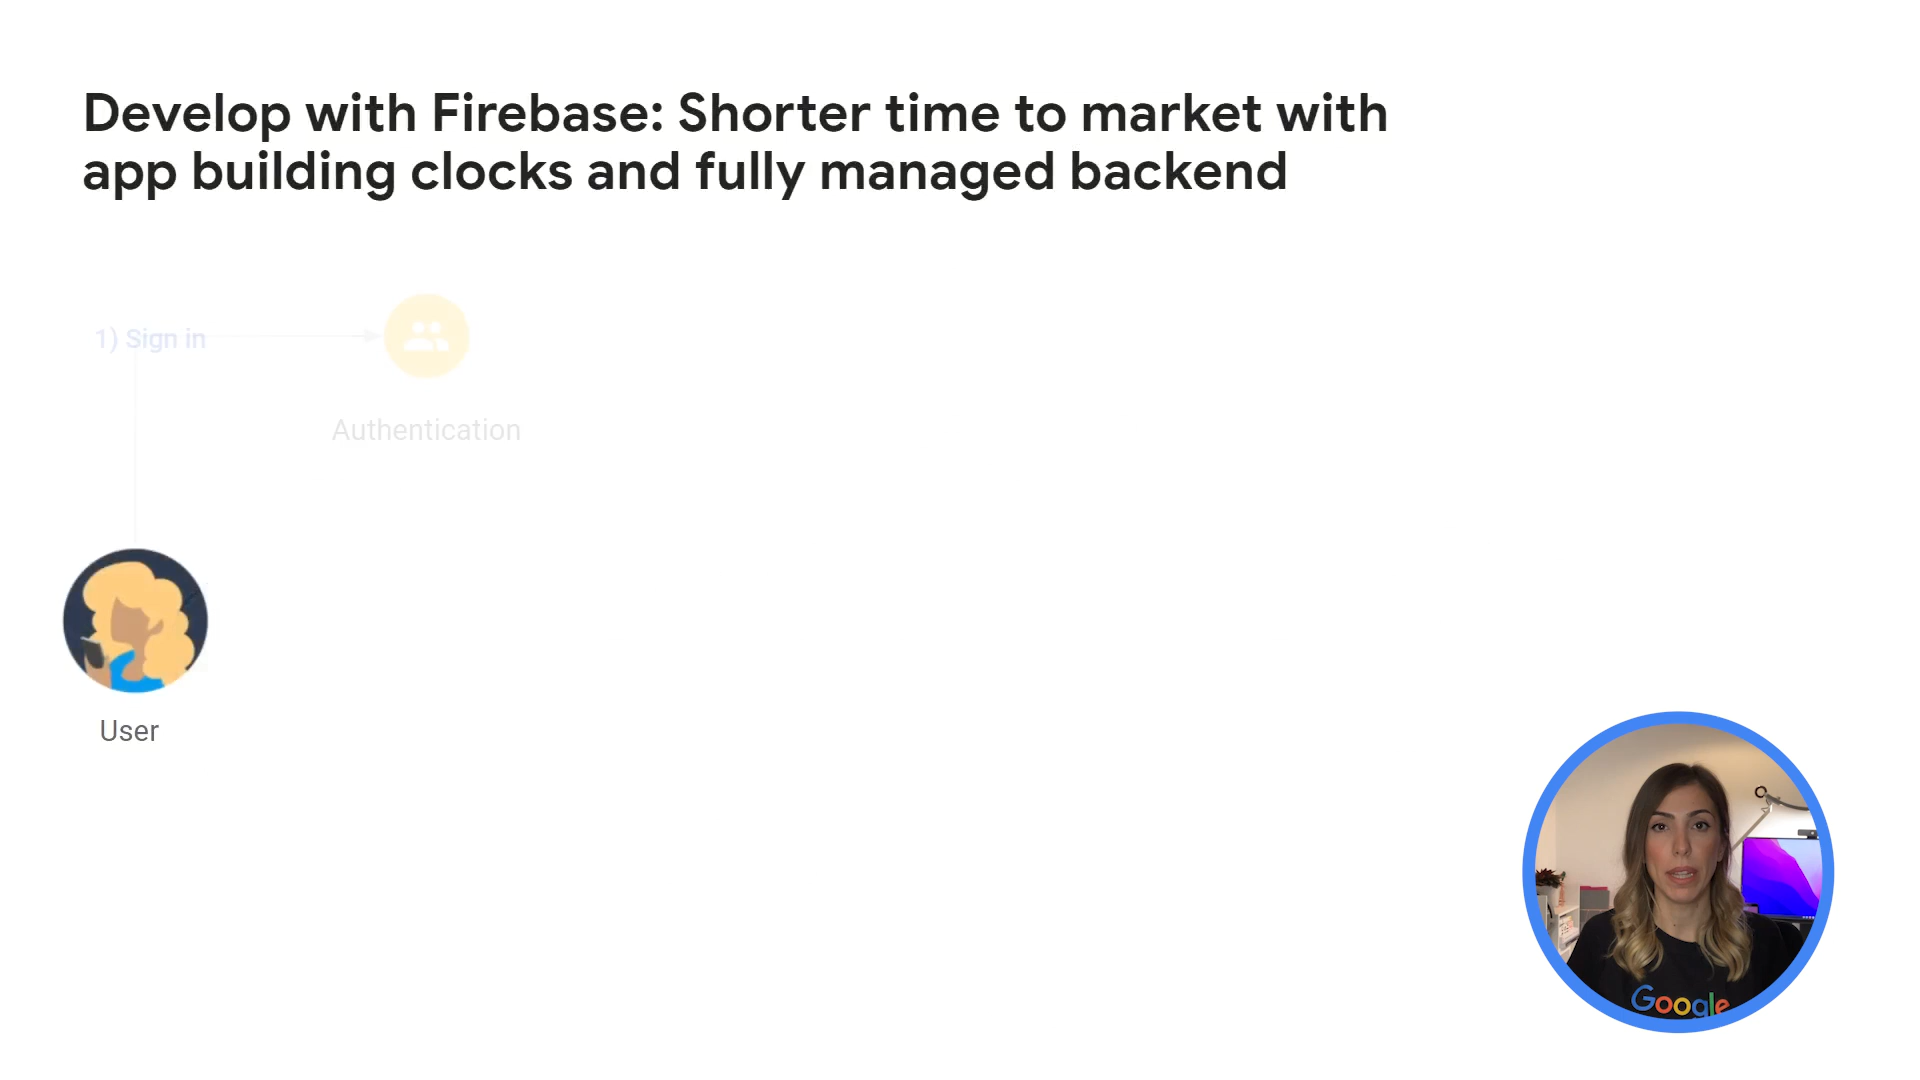 Develop with Firebase: Shorter time to market with
app building clocks and fully managed backend
1) Sign in
Authentication
User
Google